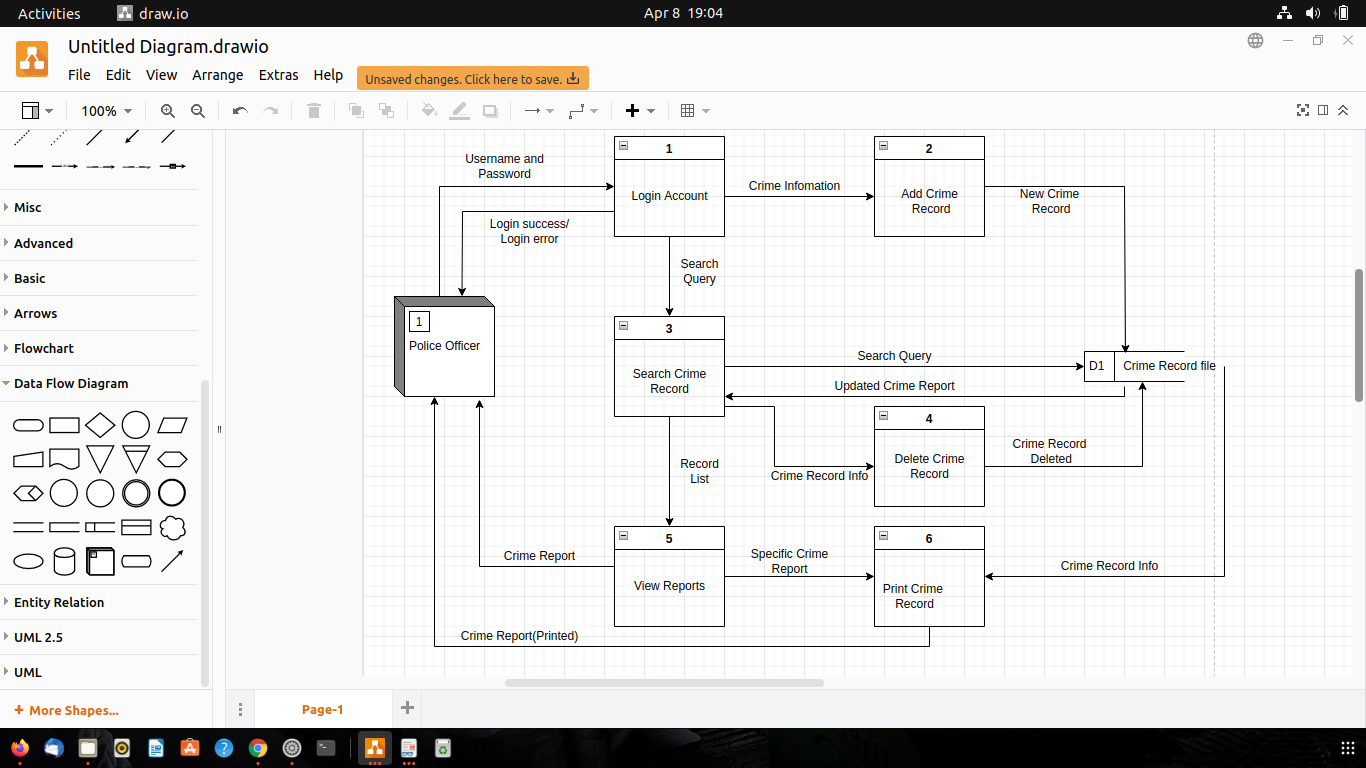 Activities
draw.io
Apr 8 19:04
Untitled Diagram.drawio
File Edit View Arrange Extras Help
Unsaved changes. Click here to save.
100%
Misc
Advanced
Basic
Arrows
Flowchart
Data Flow Diagram
Entity Relation
UML 2.5
UML
+ More Shapes...
Username and
Password
1
Login Account
Crime Infomation
2
Add Crime
Record
New Crime
Record
Login success/
Login error
Search
Query
1
Police Officer
3
Search Crime
Record
Search Query
D1
Crime Record file
Updated Crime Report
4
Delete Crime
Record
Crime Record
Deleted
Crime Record Info
Record
List
5
View Reports
Crime Report
Specific Crime
Report
6
Print Crime
Record
Crime Record Info
Crime Report(Printed)
Page-1